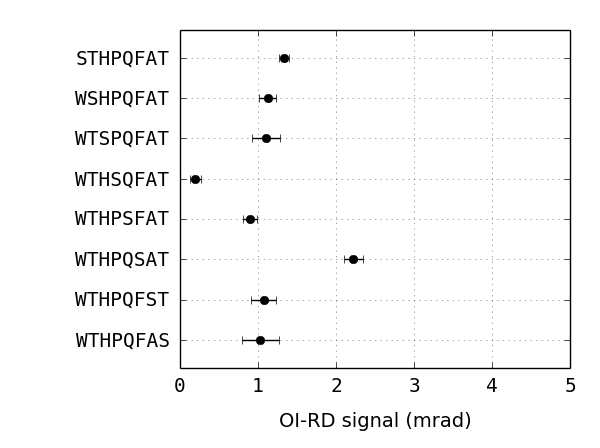 STHPQFAT
WSHPQFAT
WTSPQFAT
WTHSQFAT
WTHPSFAT
WTHPQSAT
WTHPQFST
WTHPQFAS
0 1 2 3 4 5
OI-RD signal (mrad)